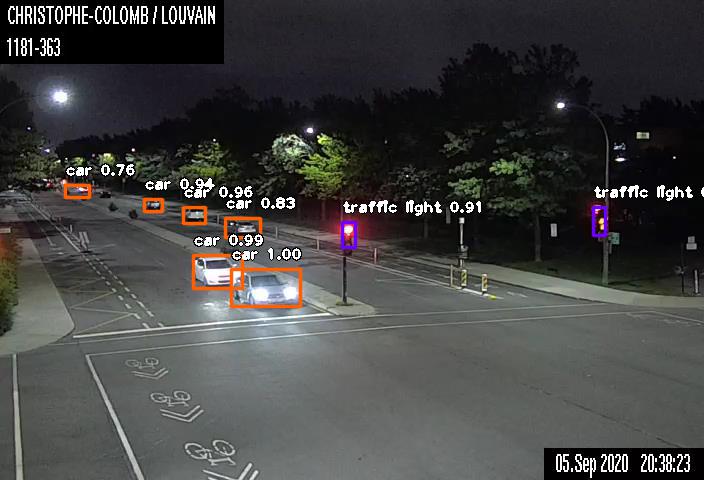 CHRISTOPHE-COLOMB / LOUVAIN
1181-363
car 0.76
car 0.94
car 0.96
car 0.83
traffic light 0.91
traffic light
car 0.99
car 1.00
05.Sep 2020 20:38:23